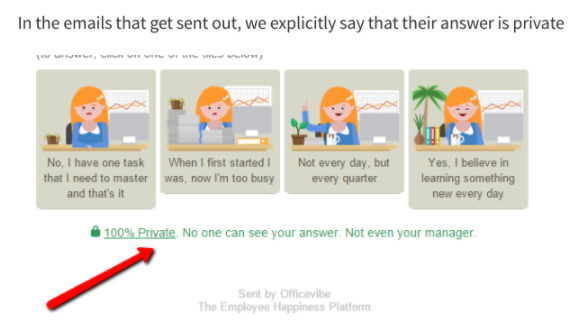 In the emails that get sent out, we explicitly say that their answer is private
(to answer, click on one of the tiles below)
No, I have one task
that I need to master
and that's it
When I first started I
was, now I'm too busy
Not every day, but
every quarter
Yes, I believe in
learning something
new every day
100% Private. No one can see your answer. Not even your manager.
Sent by Officevibe
The Employee Happiness Platform